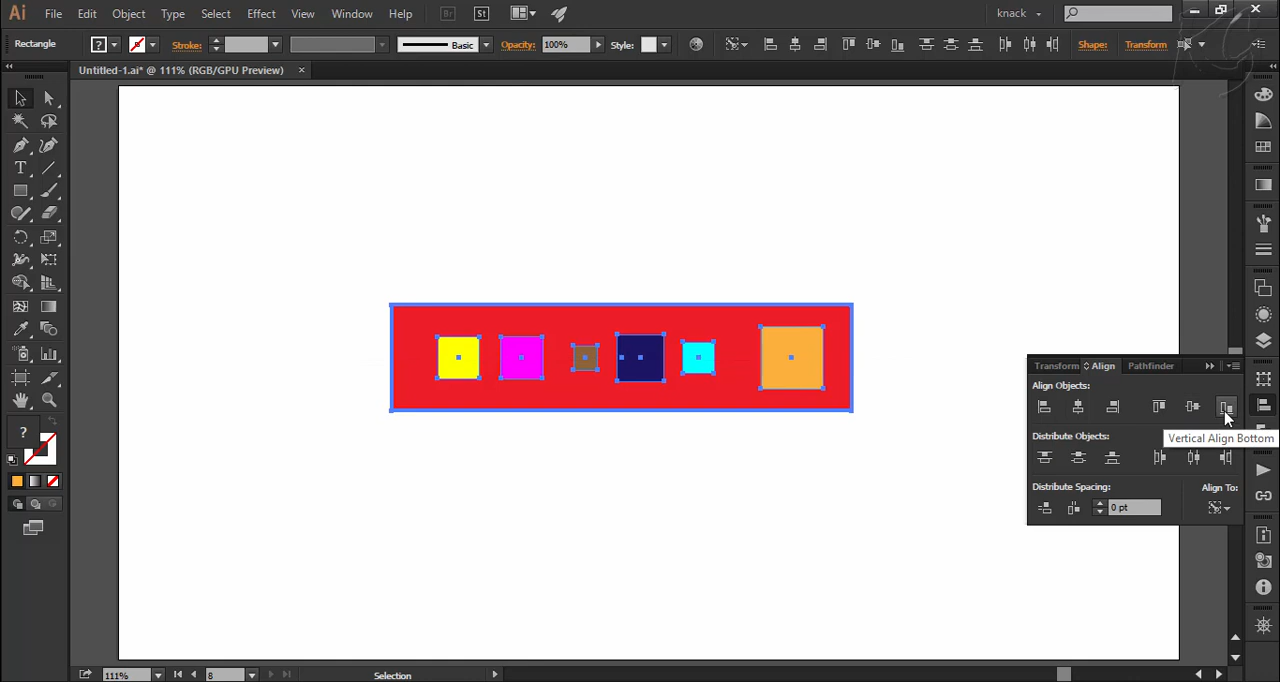 Ai File Edit Object Type Select Effect View Window Help Br St knack
Rectangle ? Stroke: Basic Opacity: 100% Style: Shape: Transform
Untitled-1.ai* @ 111% (RGB/GPU Preview) ×
T
Transform Align Pathfinder
Align Objects:
Vertical Align Bottom
Distribute Objects:
?
Distribute Spacing: Align To:
0 pt
111% 8 Selection